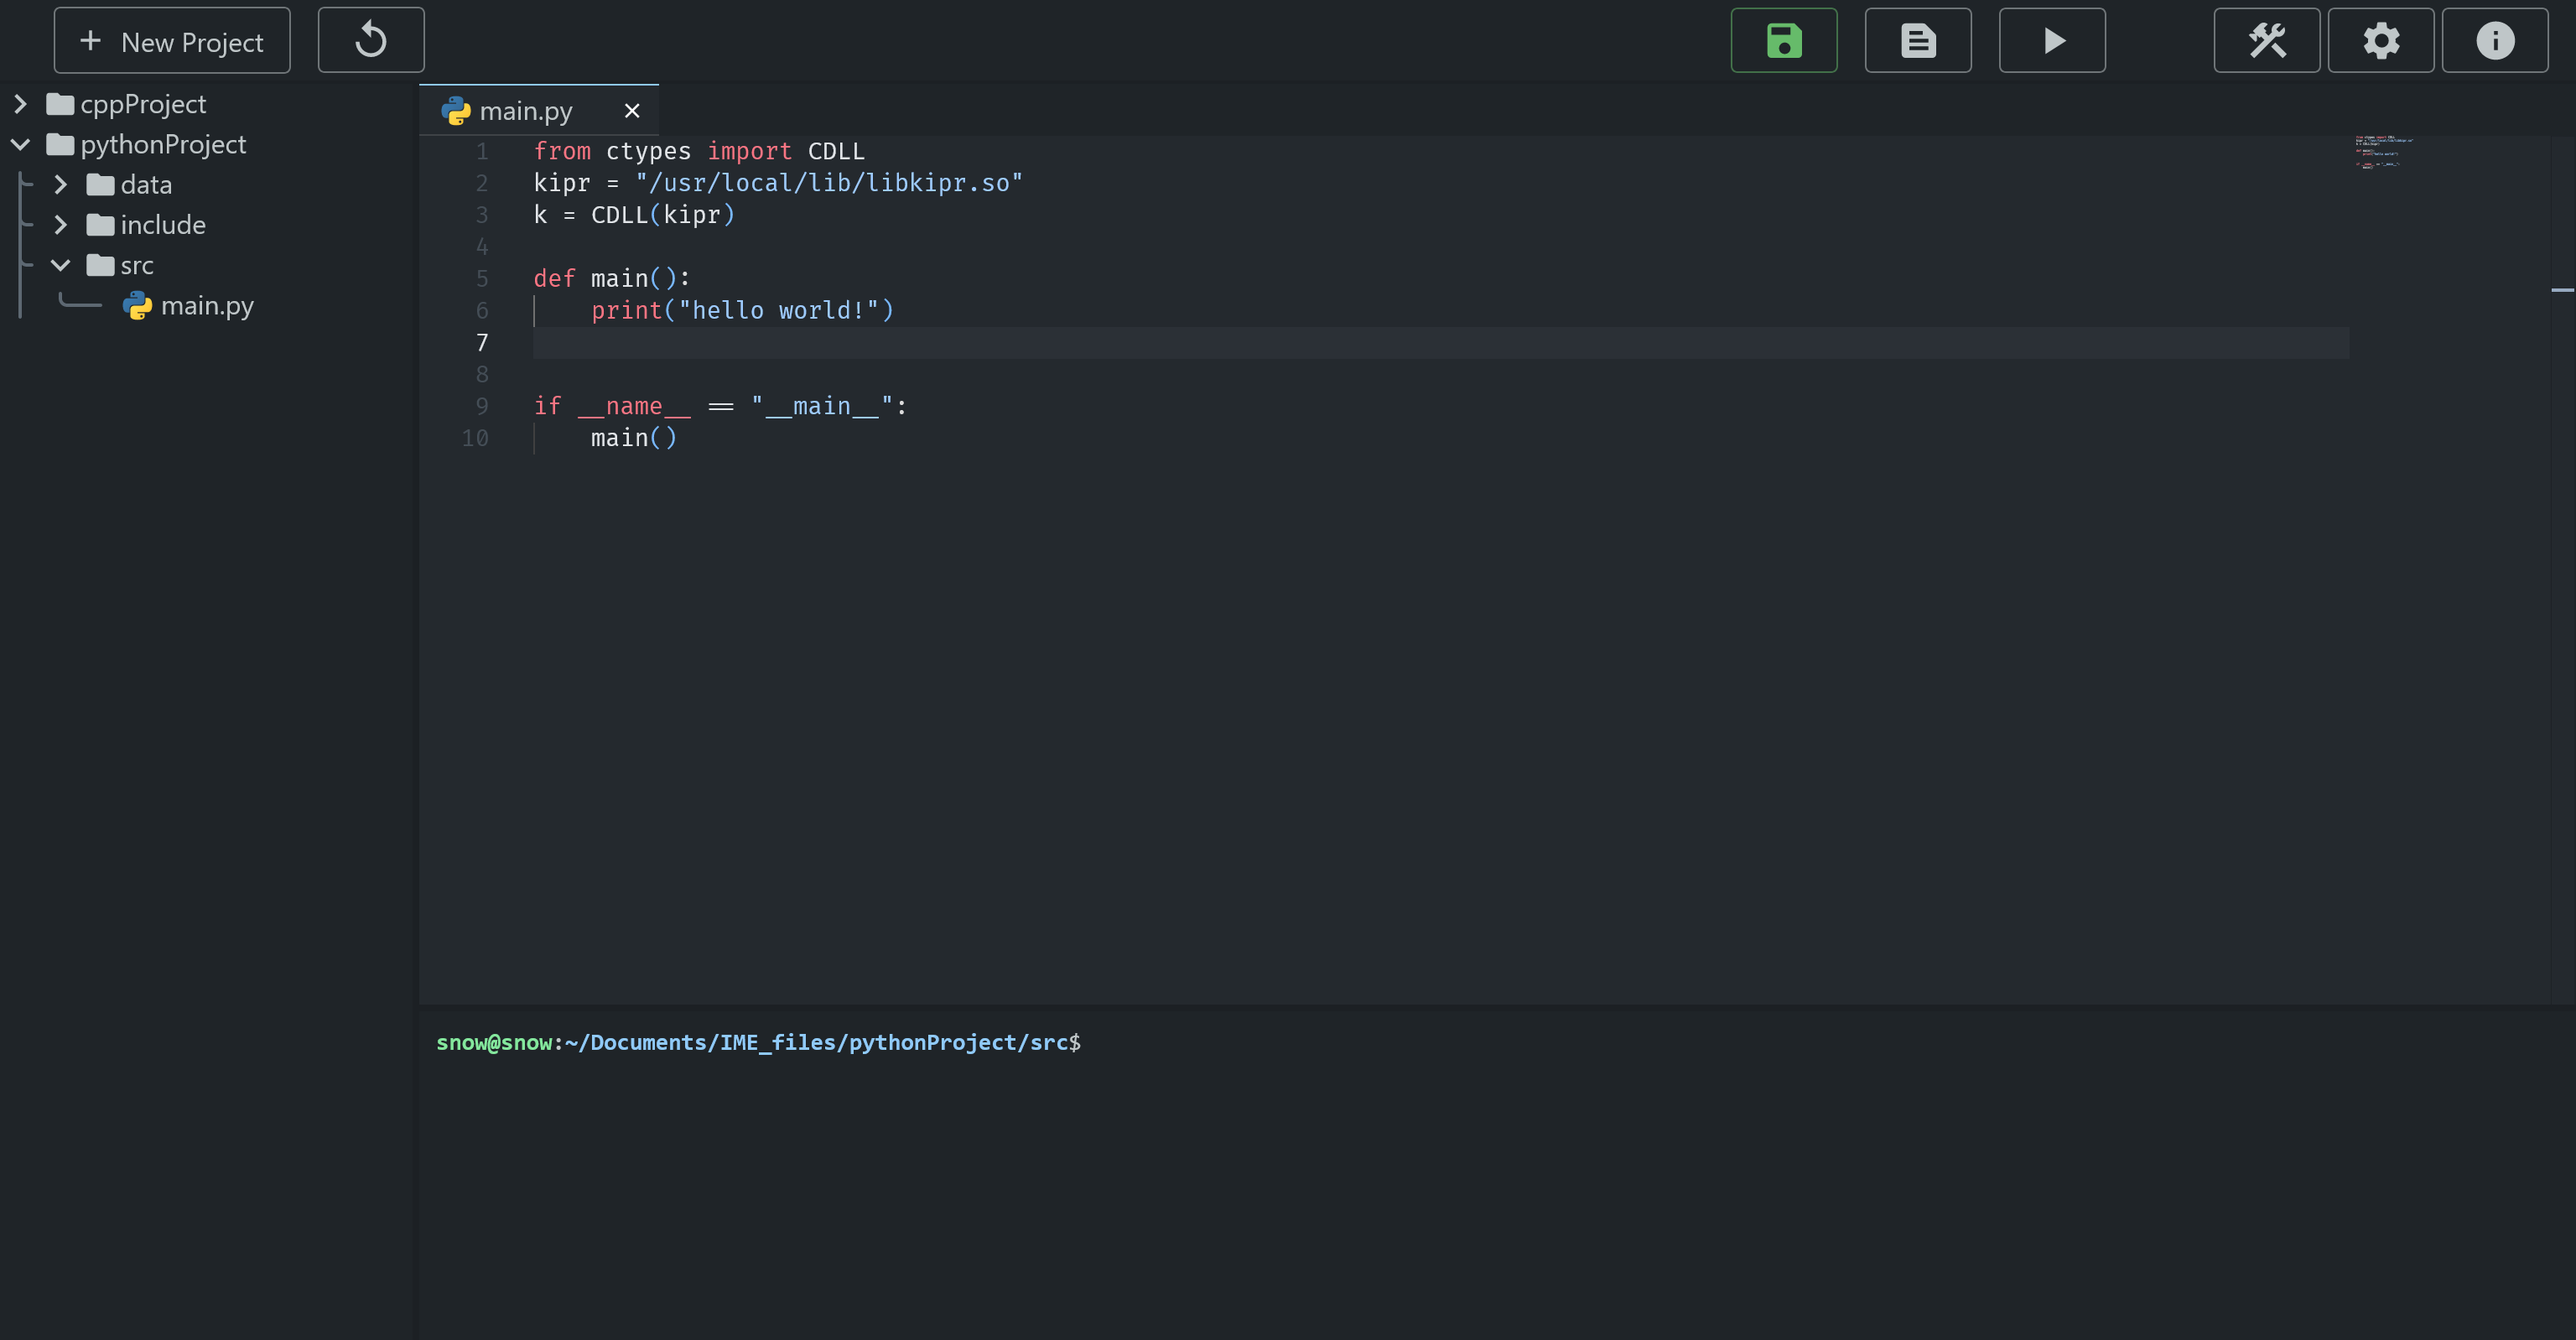 New Project
cppProject
pythonProject
data
include
src
main.py
main.py
1 from ctypes import CDLL
2 kipr = "/usr/local/lib/libkipr.so"
3 k = CDLL(kipr)
4
5 def main():
6     print("hello world!")
7
8
9 if __name__ == "__main__":
10     main()
snow@snow:~/Documents/IME_files/pythonProject/src$